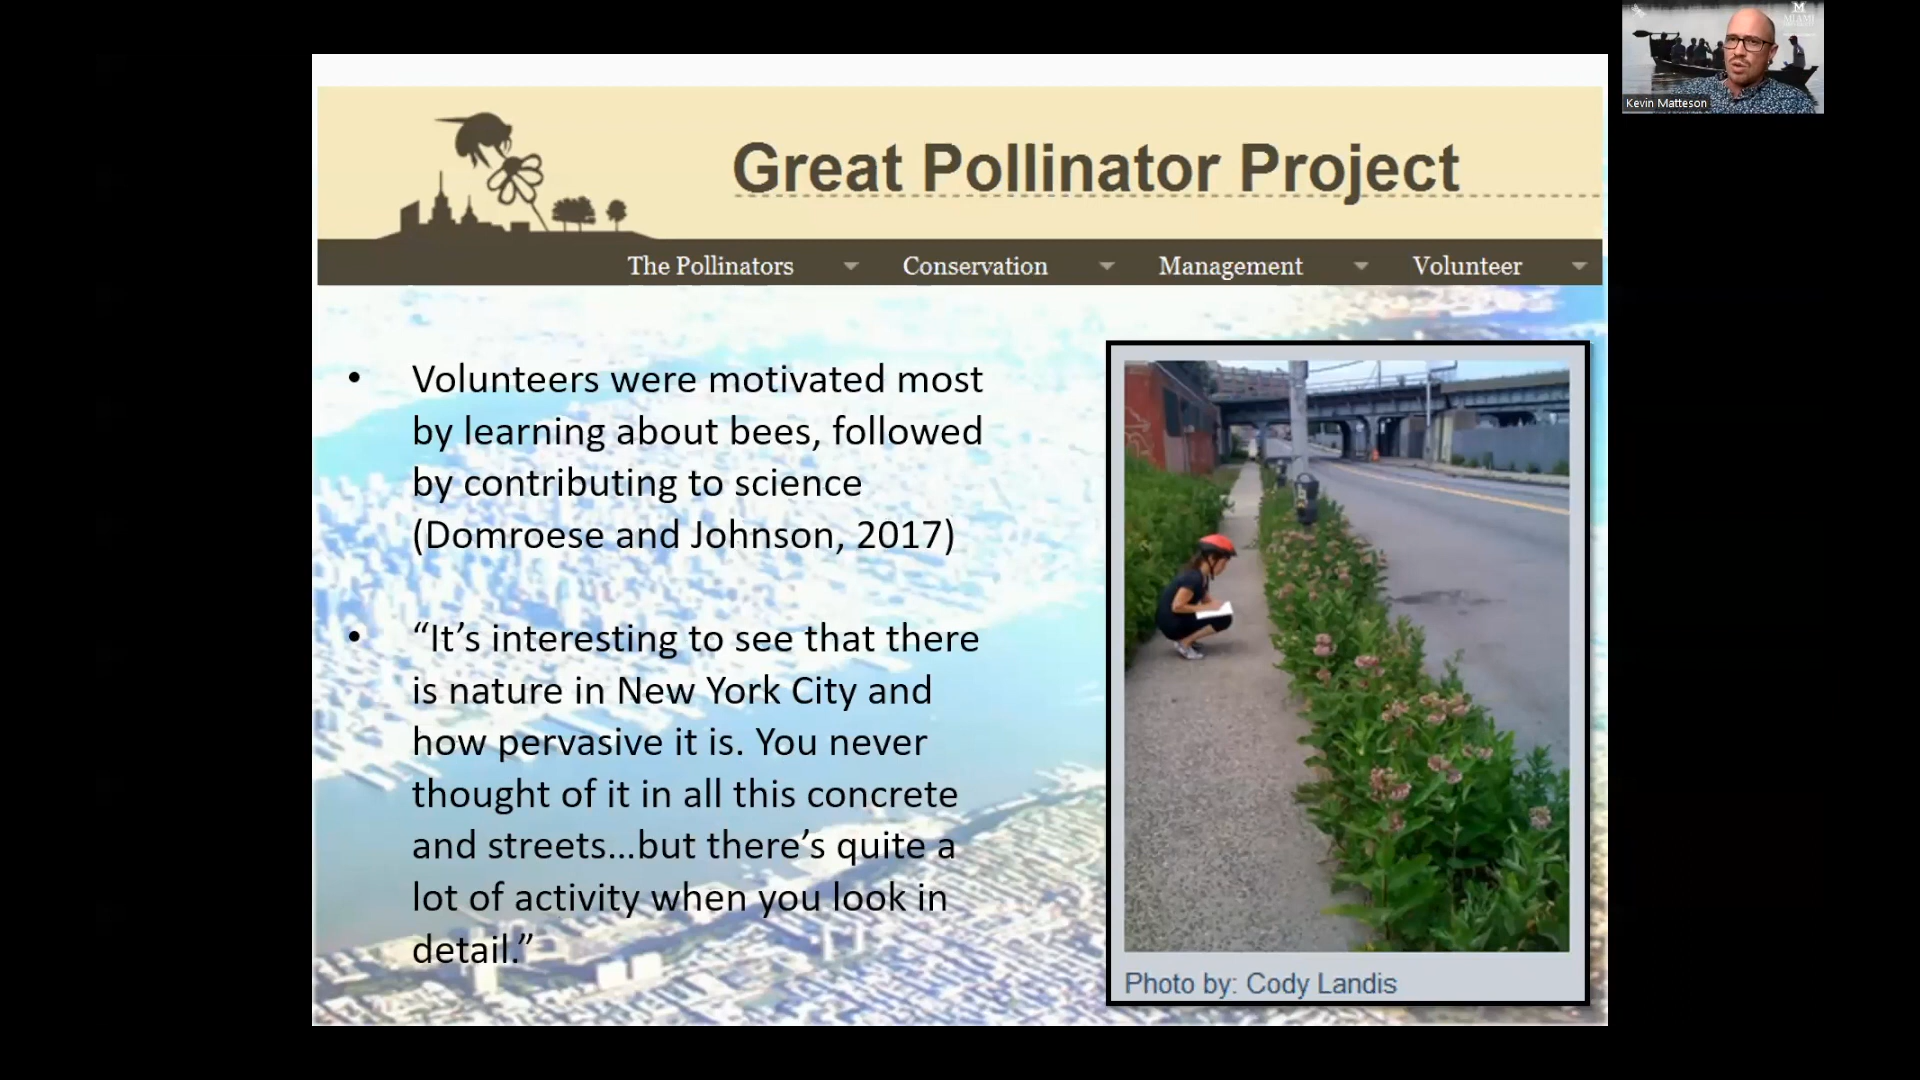 MIAMI
Kevin Matteson
Great Pollinator Project
The Pollinators
Conservation
Management
Volunteer
• Volunteers were motivated most
by learning about bees, followed
by contributing to science
(Domroese and Johnson, 2017)
• “It’s interesting to see that there
is nature in New York City and
how pervasive it is. You never
thought of it in all this concrete
and streets…but there’s quite a
lot of activity when you look in
detail.”
Photo by: Cody Landis